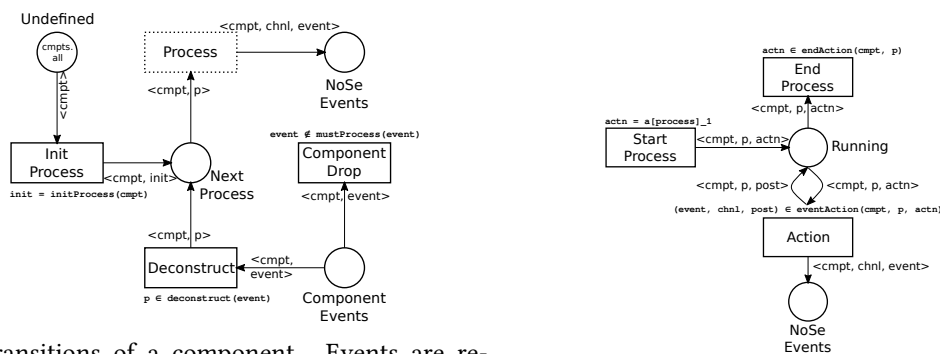 Undefined
cmpts.
all
<cmpt>
Init
Process
init = initProcess(cmpt)
<cmpt, init>
Next
Process
<cmpt, p>
Process
<cmpt, chnl, event>
NoSe
Events
event ∉ mustProcess(event)
Component
Drop
<cmpt, event>
<cmpt, p>
Deconstruct
p ∈ deconstruct(event)
<cmpt,
event>
Component
Events
actn ∈ endAction(cmpt, p)
End
Process
<cmpt, p,actn>
actn = a[process]_1
Start
Process
<cmpt, p, actn>
Running
<cmpt, p, post>
<cmpt, p, actn>
(event, chnl, post) ∈ eventAction(cmpt, p, actn)
Action
<cmpt, chnl, event>
NoSe
Events
ransitions of a component. Events are re-